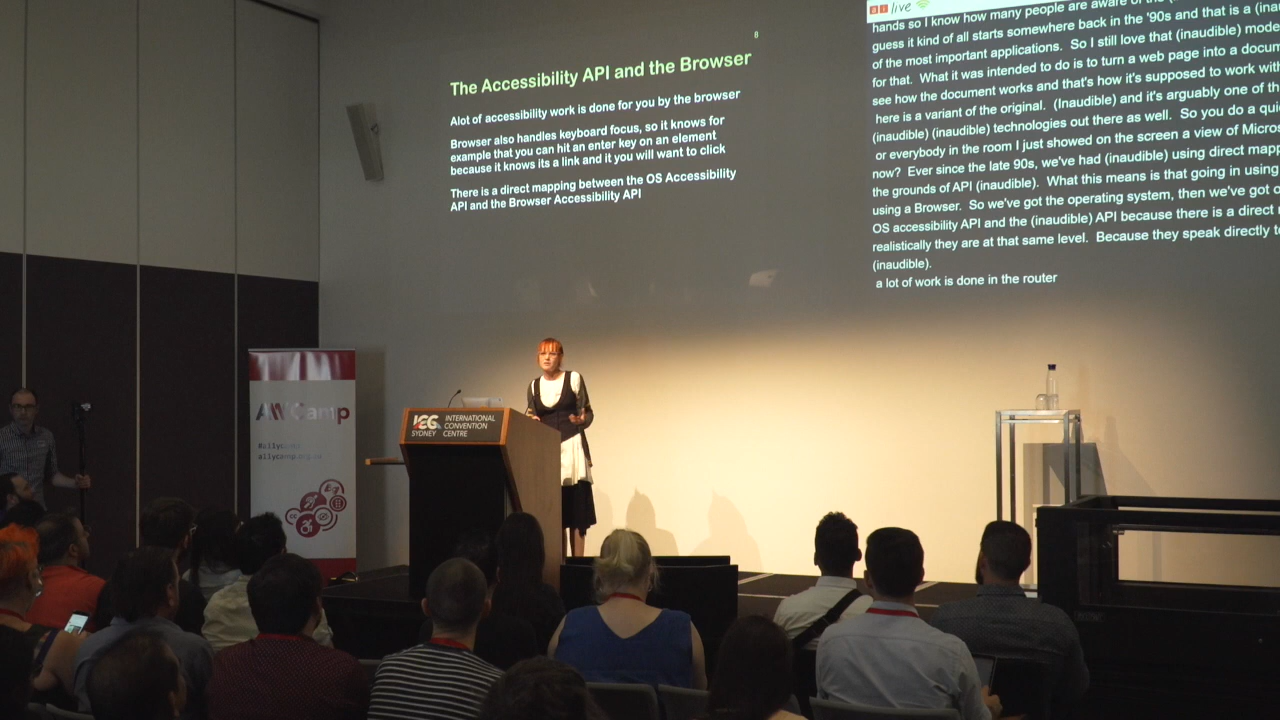 8
The Accessibility API and the Browser
Alot of accessibility work is done for you by the browser
Browser also handles keyboard focus, so it knows for
example that you can hit an enter key on an element
because it knows its a link and it you will want to click
There is a direct mapping between the OS Accessibility
API and the Browser Accessibility API
ai live
hands so I know how many people are aware of the
guess it kind of all starts somewhere back in the '90s and that is a (ina
of the most important applications. So I still love that (inaudible) mode
for that. What it was intended to do is to turn a web page into a docum
see how the document works and that's how it's supposed to work with
here is a variant of the original. (Inaudible) and it's arguably one of th
(inaudible) (inaudible) technologies out there as well. So you do a qui
or everybody in the room I just showed on the screen a view of Micros
now? Ever since the late 90s, we've had (inaudible) using direct mapp
the grounds of API (inaudible). What this means is that going in using
using a Browser. So we've got the operating system, then we've got o
OS accessibility API and the (inaudible) API because there is a direct
realistically they are at that same level. Because they speak directly to
(inaudible).
a lot of work is done in the router
A11YCamp
#a11yca
a11ycamp.org.au
ICC SYDNEY
INTERNATIONAL
CONVENTION
CENTRE